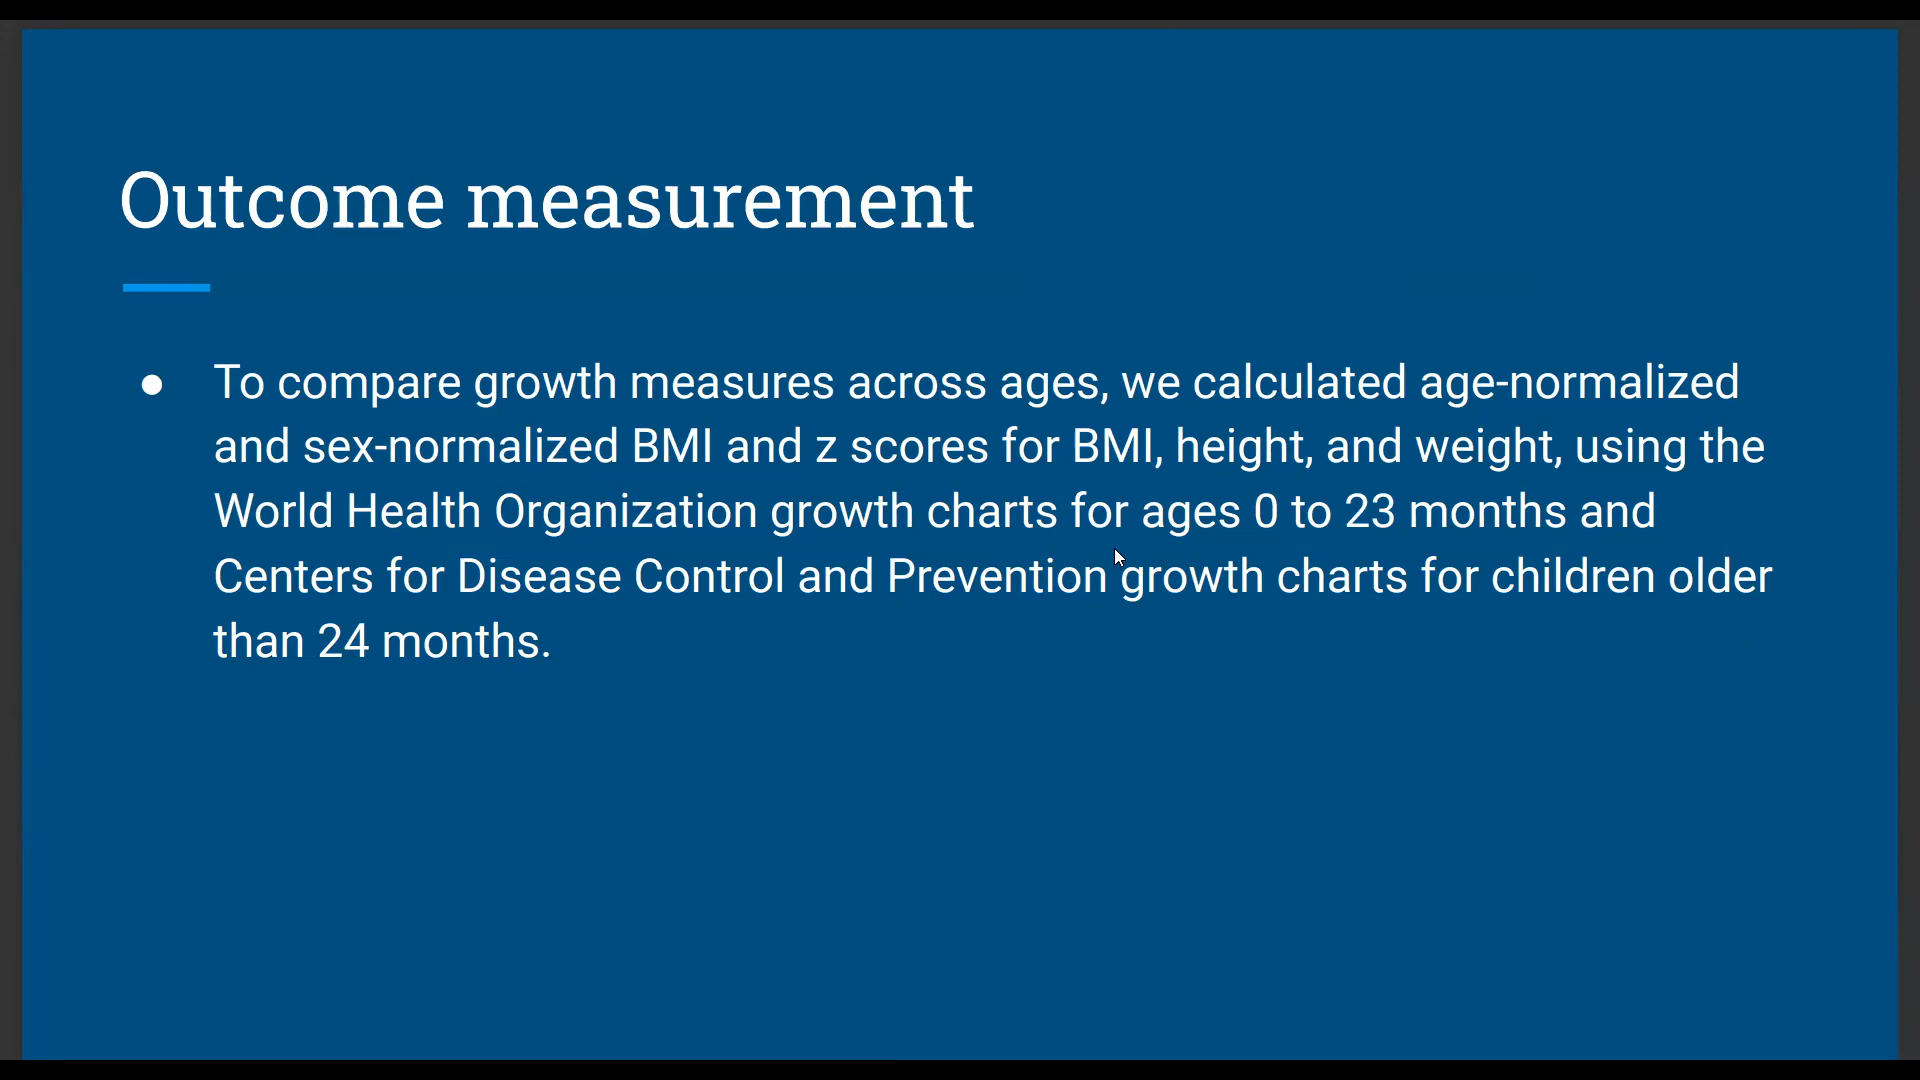 Outcome measurement
● To compare growth measures across ages, we calculated age-normalized
and sex-normalized BMI and z scores for BMI, height, and weight, using the
World Health Organization growth charts for ages 0 to 23 months and
Centers for Disease Control and Prevention growth charts for children older
than 24 months.